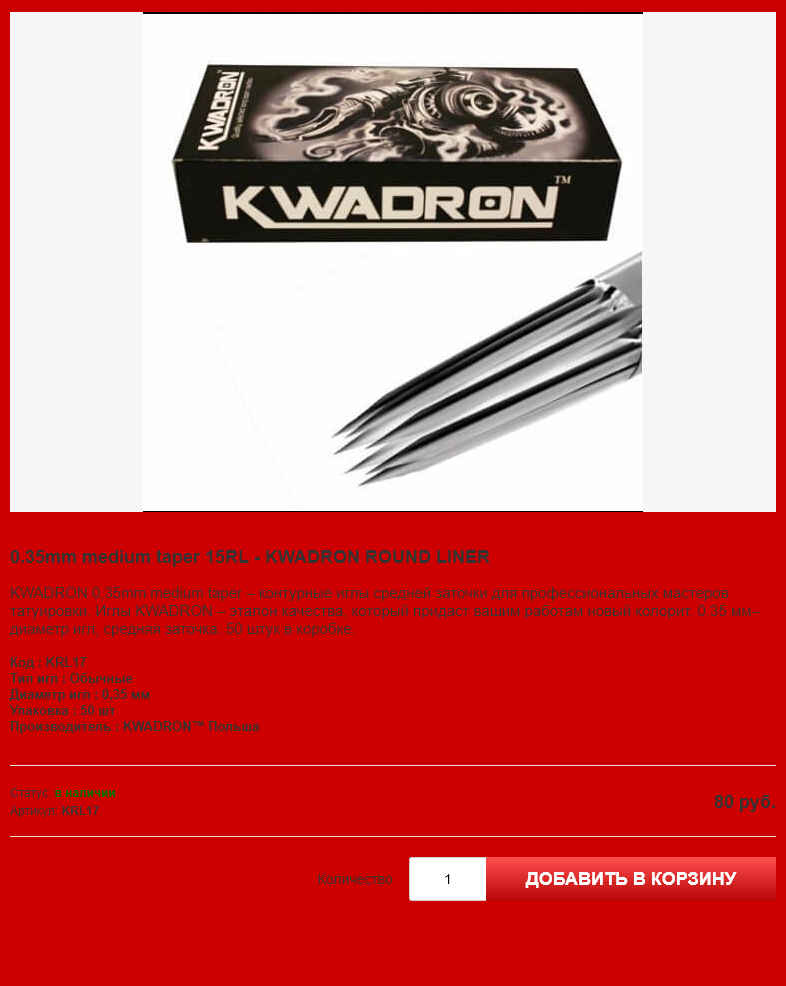 KWADRON
KWADRON™
0.35mm medium taper 15RL - KWADRON ROUND LINER
KWADRON 0,35mm medium taper – контурные иглы средней заточки для профессиональных мастеров
татуировки. Иглы KWADRON – эталон качества, который придаст вашим работам новый колорит. 0.35 мм–
диаметр игл, средняя заточка. 50 штук в коробке.
Код : KRL17
Тип игл : Обычные
Диаметр игл : 0,35 мм
Упаковка : 50 шт
Производитель : KWADRON™ Польша
Статус: в наличии
80 руб.
Артикул: KRL17
Количество
1
ДОБАВИТЬ В КОРЗИНУ